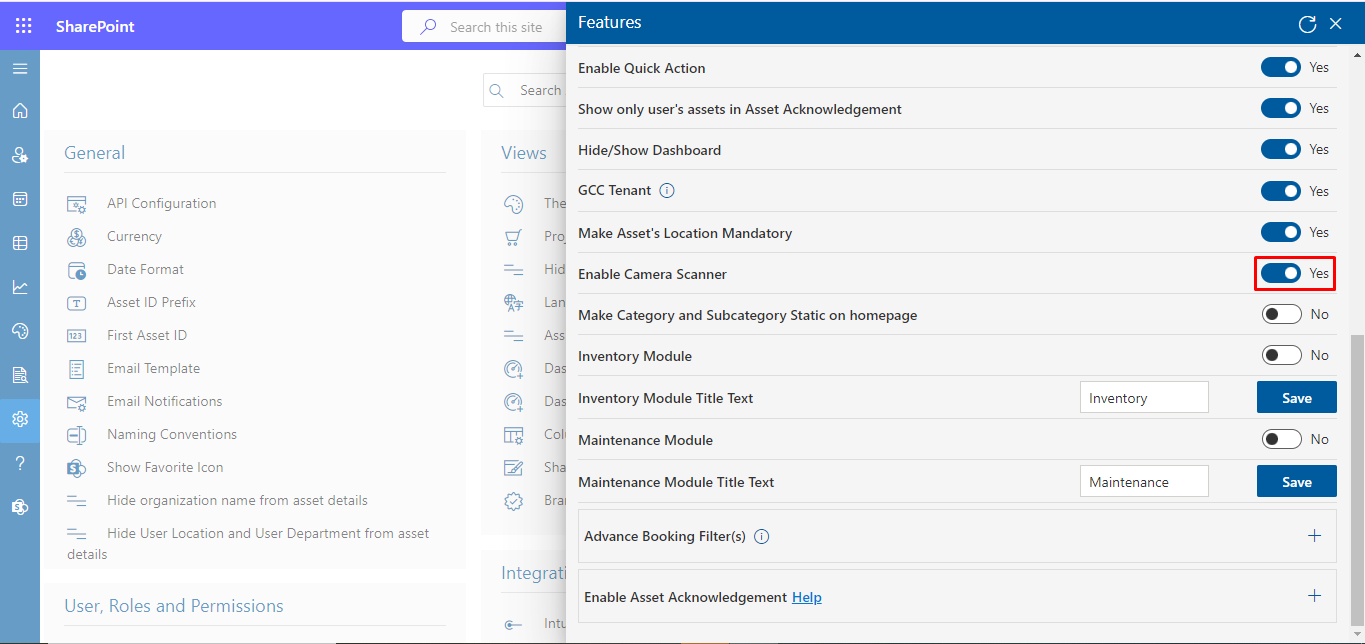 SharePoint
Search this site
Search
General
API Configuration
Currency
Date Format
Asset ID Prefix
First Asset ID
Email Template
Email Notifications
Naming Conventions
Show Favorite Icon
Hide organization name from asset details
Hide User Location and User Department from asset
details
User, Roles and Permissions
Views
The
Proj
Hid
Lan
Ass
Das
Das
Colu
Sha
Bran
Integrati
Intu
Features
Enable Quick Action
Yes
Show only user's assets in Asset Acknowledgement
Yes
Hide/Show Dashboard
Yes
GCC Tenant
Yes
Make Asset's Location Mandatory
Yes
Enable Camera Scanner
Yes
Make Category and Subcategory Static on homepage
No
Inventory Module
No
Inventory Module Title Text
Inventory
Save
Maintenance Module
No
Maintenance Module Title Text
Maintenance
Save
Advance Booking Filter(s)
Enable Asset Acknowledgement Help